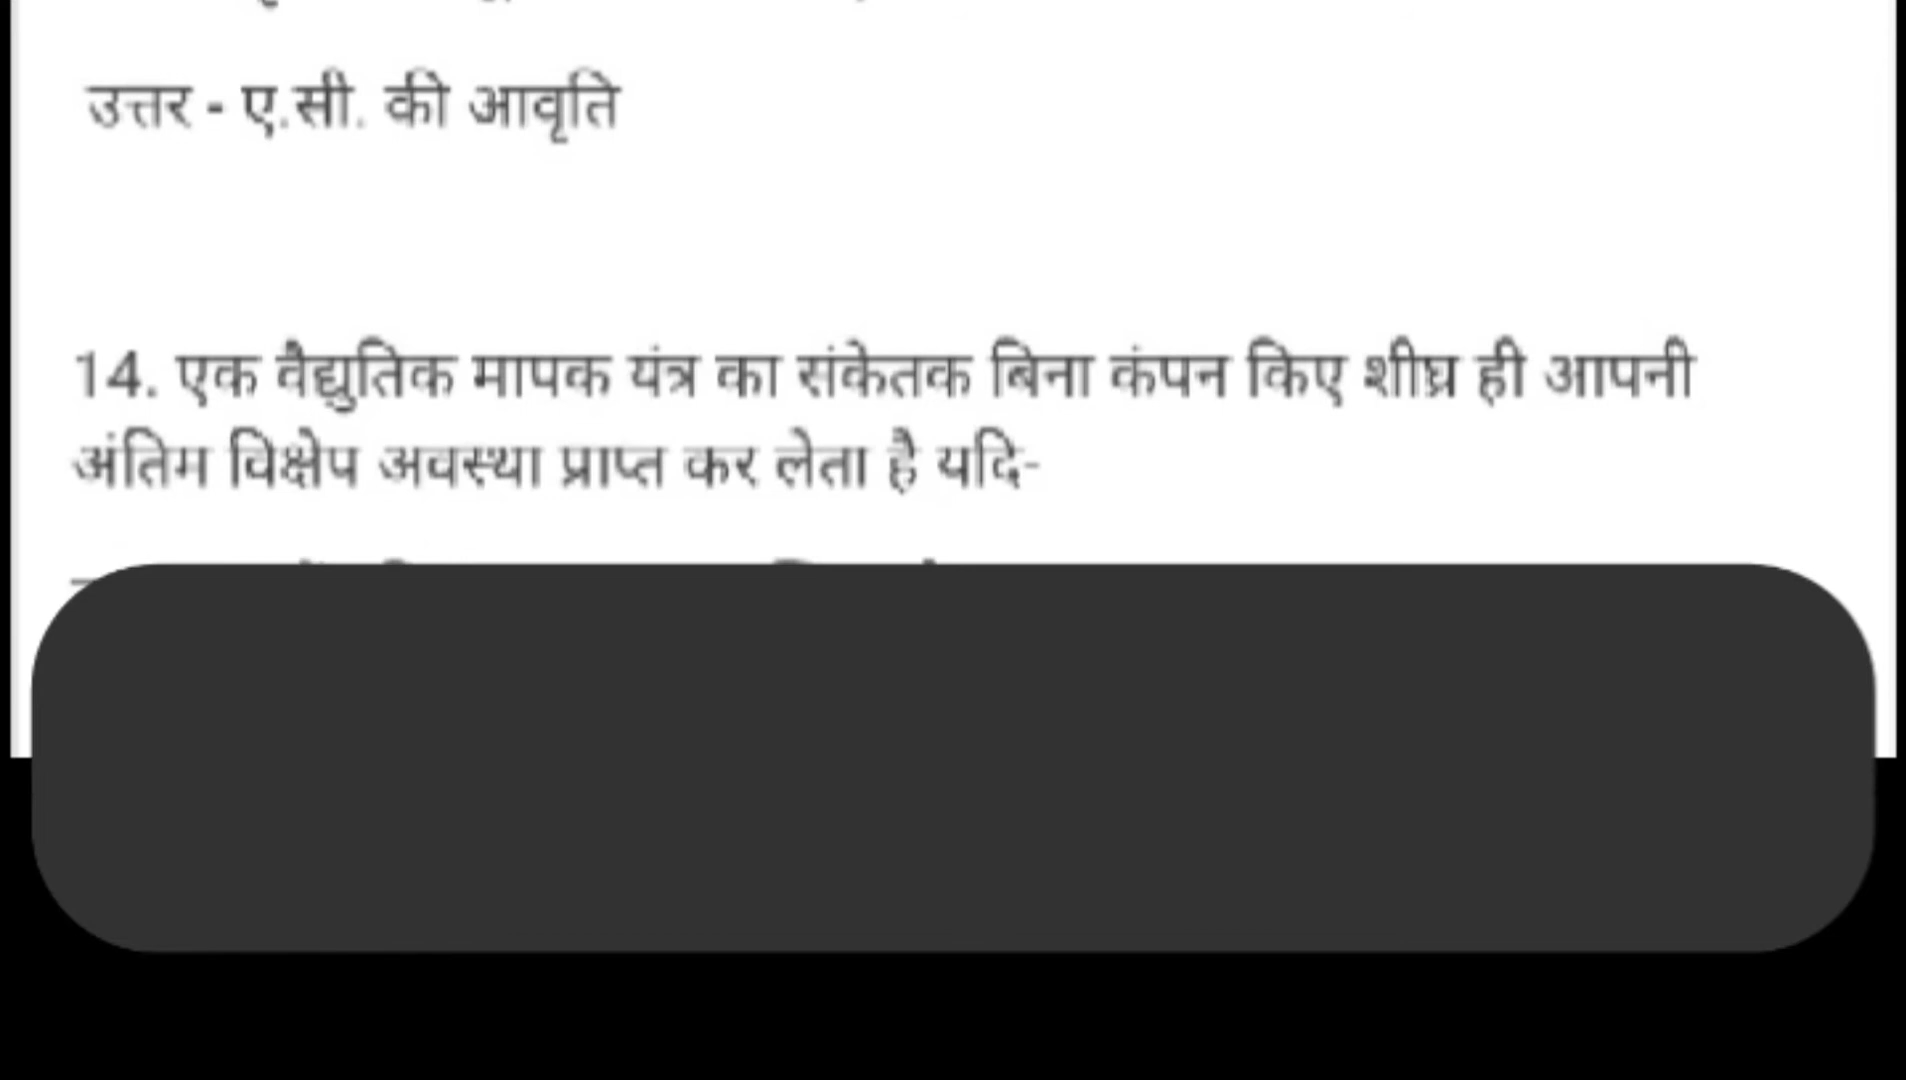 उत्तर - ए.सी. की आवृति
14. एक वैद्युतिक मापक यंत्र का संकेतक बिना कंपन किए शीघ्र ही आपनी
अंतिम विक्षेप अवस्था प्राप्त कर लेता है यदि-